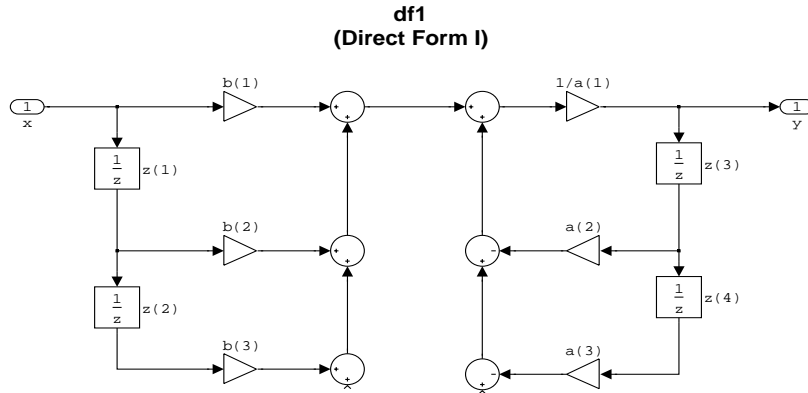 df1
(Direct Form I)
b(1)
1/a(1)
1
x
+
+
+
+
1
y
1
z
z(1)
1
z
z(3)
b(2)
a(2)
+
+
-
+
1
z
z(2)
1
z
z(4)
b(3)
a(3)
+
+
-
+